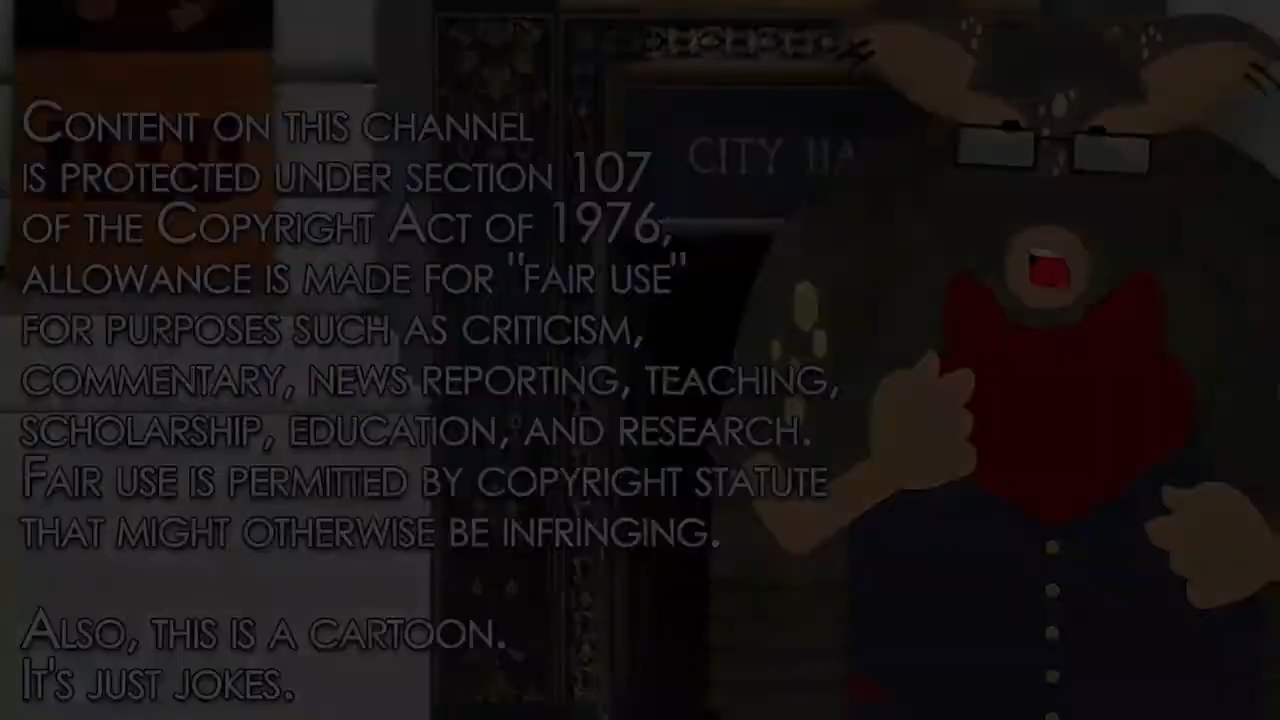 CITY HA
Content on this channel
is protected under section 107
of the Copyright Act of 1976;
allowance is made for "fair use"
for purposes such as criticism,
commentary, news reporting, teaching,
scholarship, education, and research.
Fair use is permitted by copyright statute
that might otherwise be infringing.
Also, this is a cartoon.
It's just jokes.